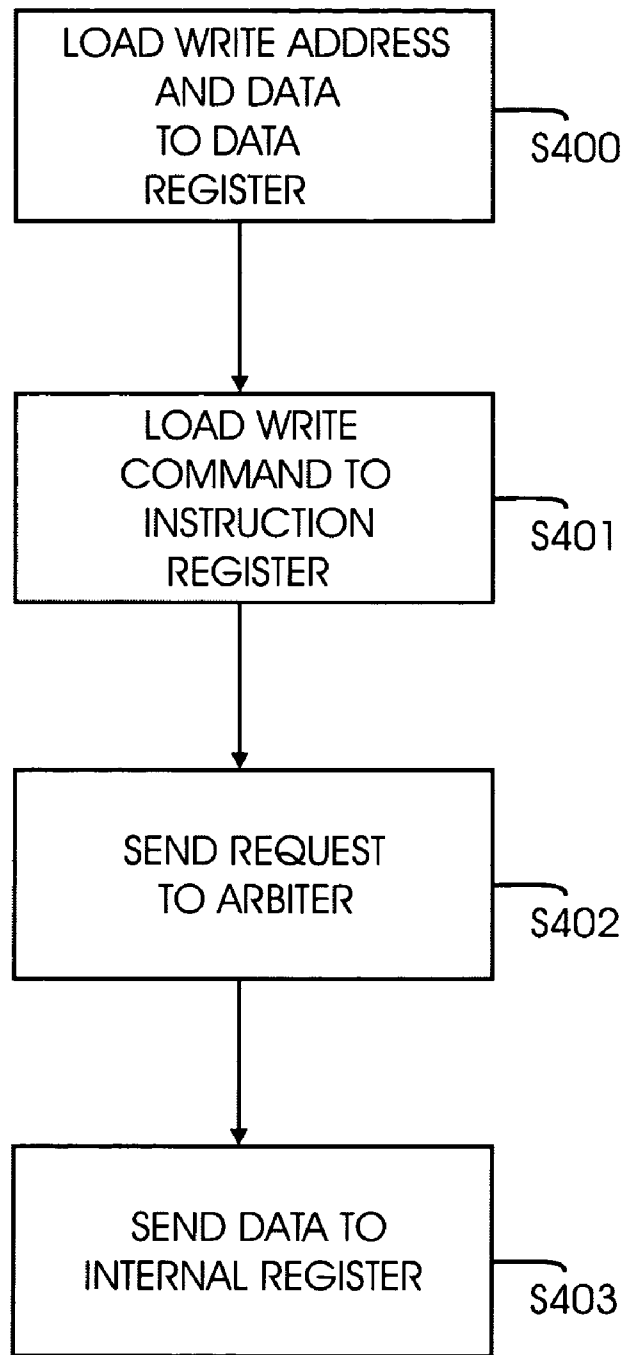 LOAD WRITE ADDRESS
AND DATA
TO DATA
REGISTER
S400
LOAD WRITE
COMMAND TO
INSTRUCTION
REGISTER
S401
SEND REQUEST
TO ARBITER
S402
SEND DATA TO
INTERNAL REGISTER
S403